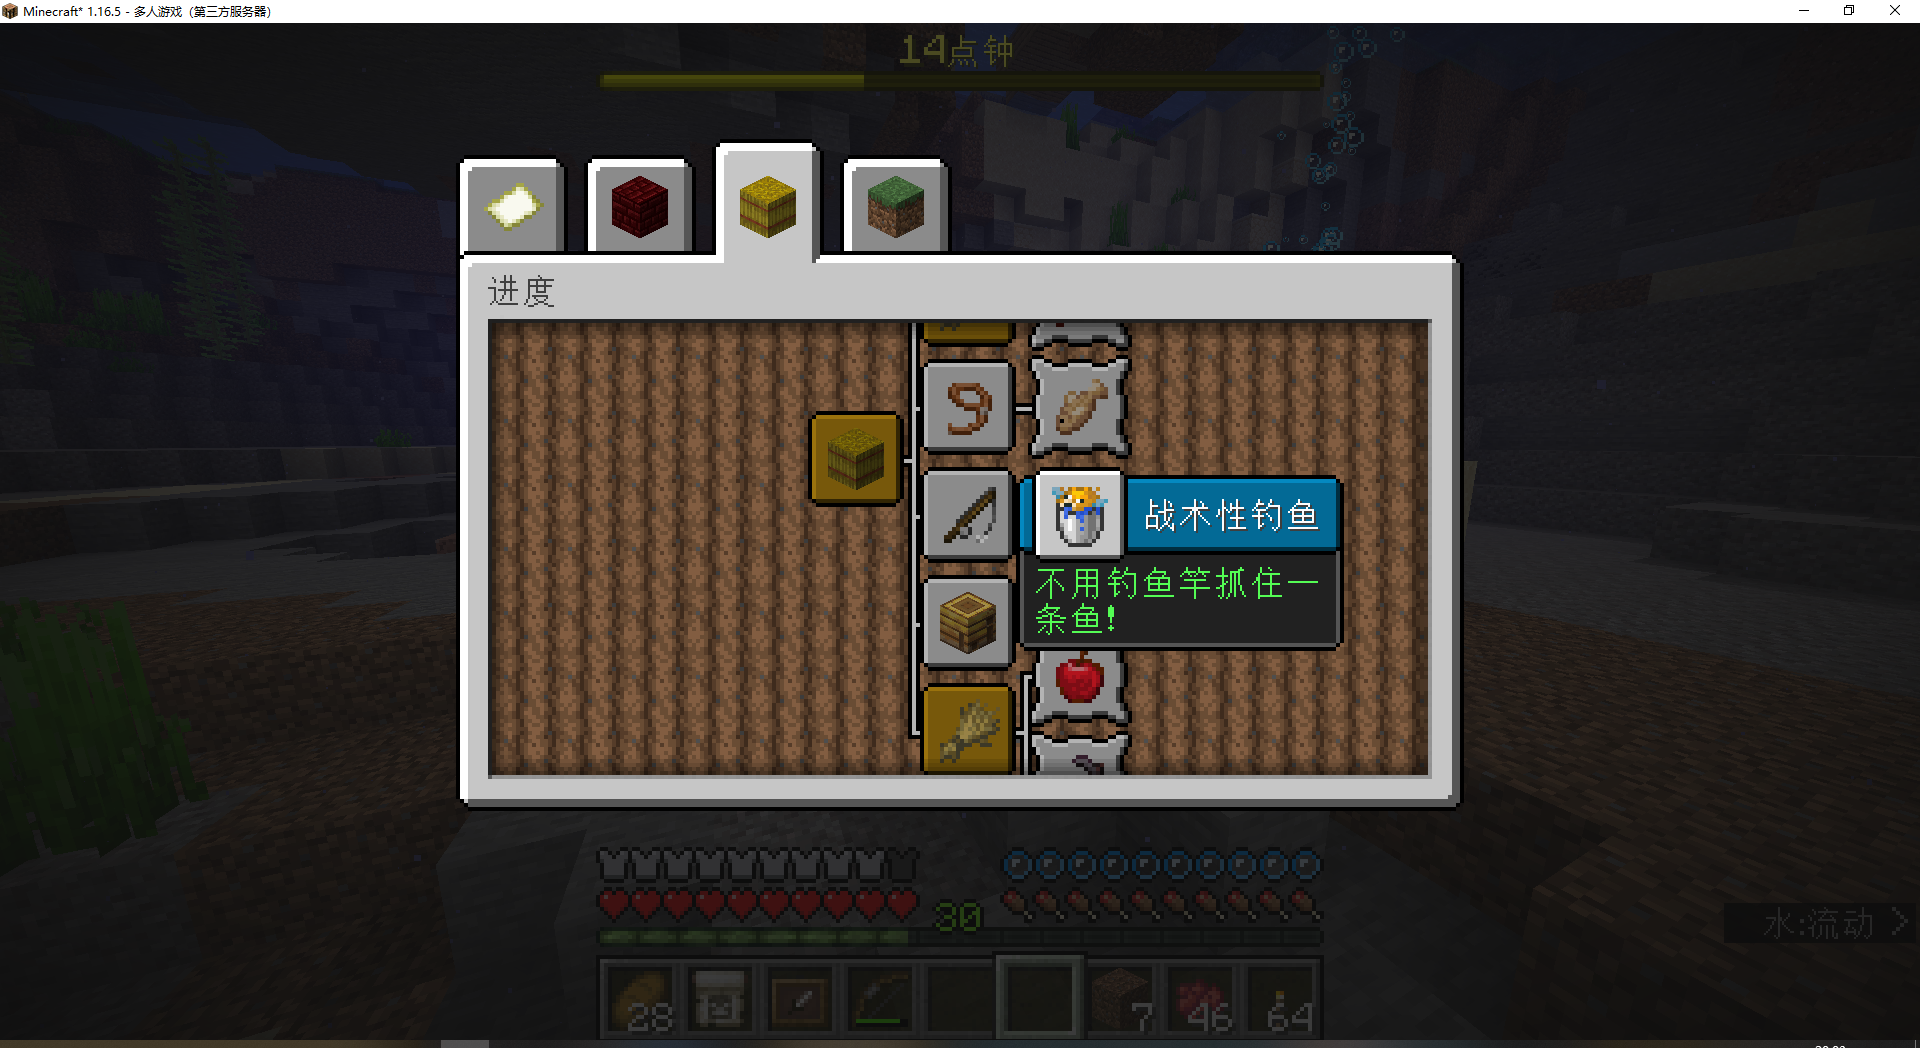 Minecraft* 1.16.5 - 多人游戏（第三方服务器）
14点钟
进度
战术性钓鱼
不用钓鱼竿抓住一
条鱼!
30
水:流动
28
7
46
64